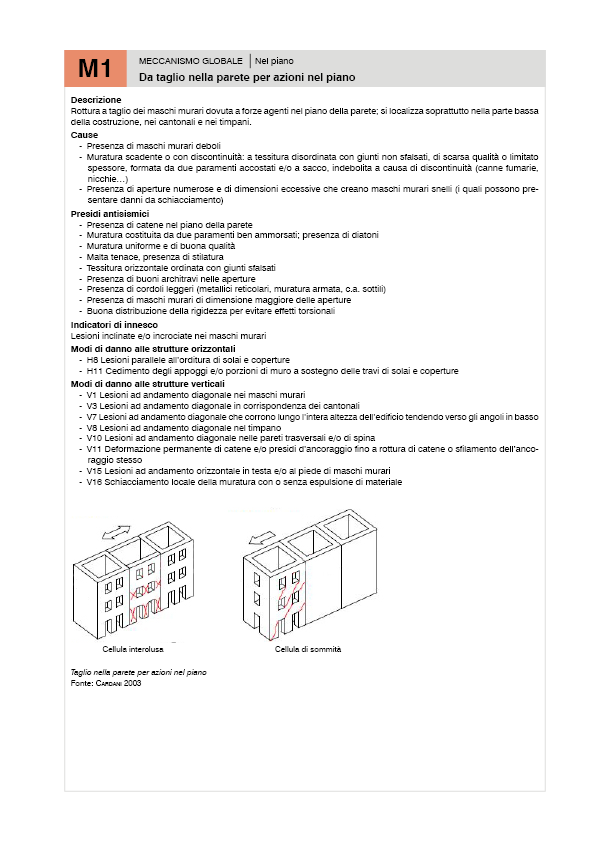 M1
MECCANISMO GLOBALE | Nel piano
Da taglio nella parete per azioni nel piano
Descrizione
Rottura a taglio dei maschi murari dovuta a forze agenti nel piano della parete; si localizza soprattutto nella parte bassa
della costruzione, nei cantonali e nei timpani.
Cause
- Presenza di maschi murari deboli
- Muratura scadente o con discontinuità: a tessitura disordinata con giunti non sfalsati, di scarsa qualità o limitato
spessore, formata da due paramenti accostati e/o a sacco, indebolita a causa di discontinuità (canne fumarie,
nicchie…)
- Presenza di aperture numerose e di dimensioni eccessive che creano maschi murari snelli (i quali possono pre-
sentare danni da schiacciamento)
Presidi antisismici
- Presenza di catene nel piano della parete
- Muratura costituita da due paramenti ben ammorsati; presenza di diatoni
- Muratura uniforme e di buona qualità
- Malta tenace, presenza di stilatura
- Tessitura orizzontale ordinata con giunti sfalsati
- Presenza di buoni architravi nelle aperture
- Presenza di cordoli leggeri (metallici reticolari, muratura armata, c.a. sottili)
- Presenza di maschi murari di dimensione maggiore delle aperture
- Buona distribuzione della rigidezza per evitare effetti torsionali
Indicatori di innesco
Lesioni inclinate e/o incrociate nei maschi murari
Modi di danno alle strutture orizzontali
- H8 Lesioni parallele all'orditura di solai e coperture
- H11 Cedimento degli appoggi e/o porzioni di muro a sostegno delle travi di solai e coperture
Modi di danno alle strutture verticali
- V1 Lesioni ad andamento diagonale nei maschi murari
- V3 Lesioni ad andamento diagonale in corrispondenza dei cantonali
- V7 Lesioni ad andamento diagonale che corrono lungo l'intera altezza dell'edificio tendendo verso gli angoli in basso
- V8 Lesioni ad andamento diagonale nel timpano
- V10 Lesioni ad andamento diagonale nelle pareti trasversali e/o di spina
- V11 Deformazione permanente di catene e/o presidi d'ancoraggio fino a rottura di catene o sfilamento dell'anco-
raggio stesso
- V15 Lesioni ad andamento orizzontale in testa e/o al piede di maschi murari
- V16 Schiacciamento locale della muratura con o senza espulsione di materiale
Cellula interclusa
Cellula di sommità
Taglio nella parete per azioni nel piano
Fonte: Cardani 2003